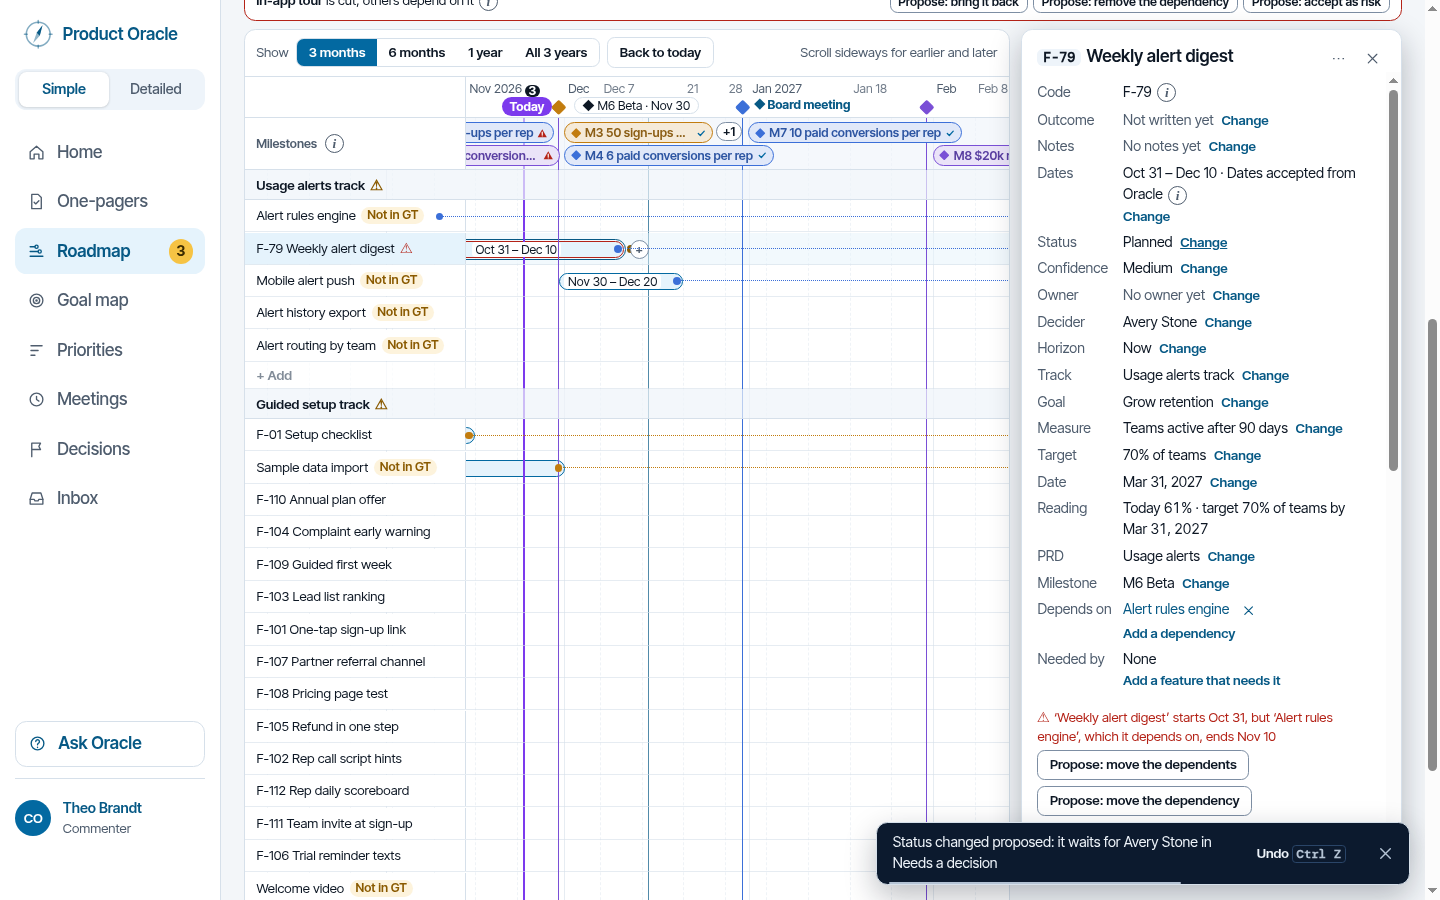 Product Oracle
Simple
Detailed
Home
One-pagers
Roadmap
3
Goal map
Priorities
Meetings
Decisions
Inbox
Ask Oracle
CO
Theo Brandt
Commenter
in-app tour is cut, others depend on it
Propose: bring it back
Propose: remove the dependency
Propose: accept as risk
Show
3 months
6 months
1 year
All 3 years
Back to today
Scroll sideways for earlier and later
Nov 2026
3
Dec
Dec 7
21
28
Jan 2027
Jan 18
Feb
Feb 8
Today
M6 Beta · Nov 30
Board meeting
Milestones
-ups per rep
M3 50 sign-ups ...
+1
M7 10 paid conversions per rep
conversion...
M4 6 paid conversions per rep
M8 $20k
Usage alerts track
Alert rules engine
Not in GT
F-79 Weekly alert digest
Oct 31 – Dec 10
+
Mobile alert push
Not in GT
Nov 30 – Dec 20
Alert history export
Not in GT
Alert routing by team
Not in GT
+ Add
Guided setup track
F-01 Setup checklist
Sample data import
Not in GT
F-110 Annual plan offer
F-104 Complaint early warning
F-109 Guided first week
F-103 Lead list ranking
F-101 One-tap sign-up link
F-107 Partner referral channel
F-108 Pricing page test
F-105 Refund in one step
F-102 Rep call script hints
F-112 Rep daily scoreboard
F-111 Team invite at sign-up
F-106 Trial reminder texts
Welcome video
Not in GT
F-79 Weekly alert digest
Code
F-79
Outcome
Not written yet Change
Notes
No notes yet Change
Dates
Oct 31 – Dec 10 · Dates accepted from
Oracle
Change
Status
Planned Change
Confidence
Medium Change
Owner
No owner yet Change
Decider
Avery Stone Change
Horizon
Now Change
Track
Usage alerts track Change
Goal
Grow retention Change
Measure
Teams active after 90 days Change
Target
70% of teams Change
Date
Mar 31, 2027 Change
Reading
Today 61% · target 70% of teams by
Mar 31, 2027
PRD
Usage alerts Change
Milestone
M6 Beta Change
Depends on
Alert rules engine
Add a dependency
Needed by
None
Add a feature that needs it
‘Weekly alert digest’ starts Oct 31, but ‘Alert rules
engine’, which it depends on, ends Nov 10
Propose: move the dependents
Propose: move the dependency
Status changed proposed: it waits for Avery Stone in
Needs a decision
Undo
Ctrl Z